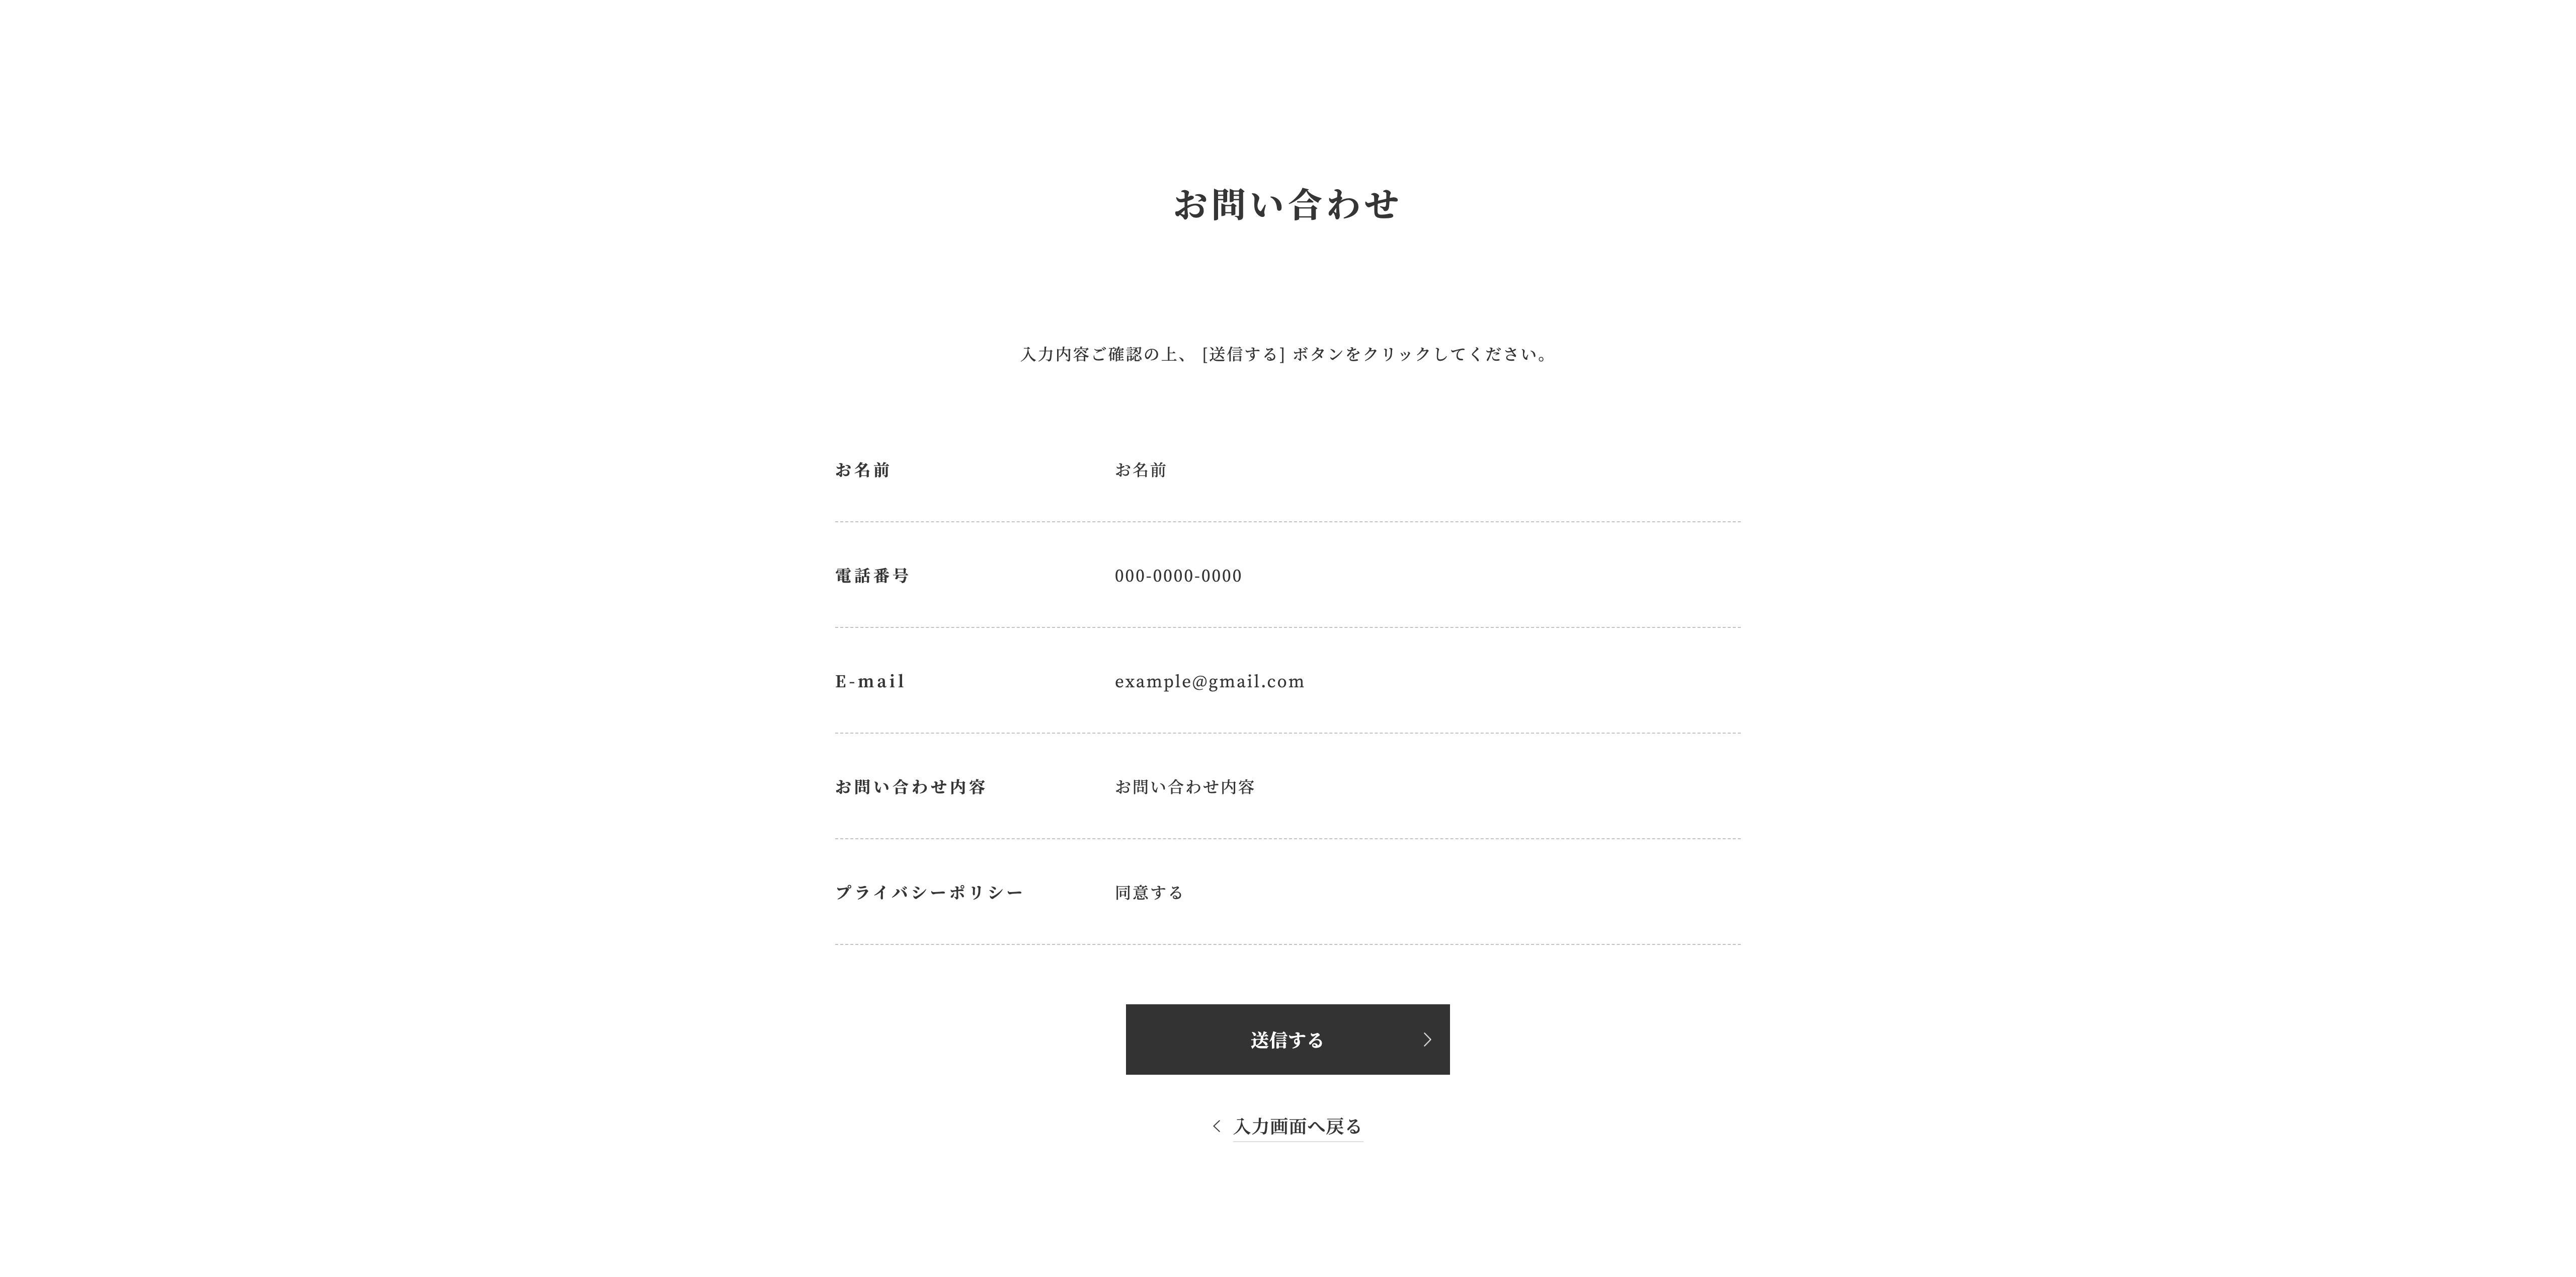 お問い合わせ
入力内容ご確認の上、 [送信する] ボタンをクリックしてください。
お名前 お名前
電話番号 000-0000-0000
E-mail example@gmail.com
お問い合わせ内容 お問い合わせ内容
プライバシーポリシー 同意する
送信する
入力画面へ戻る